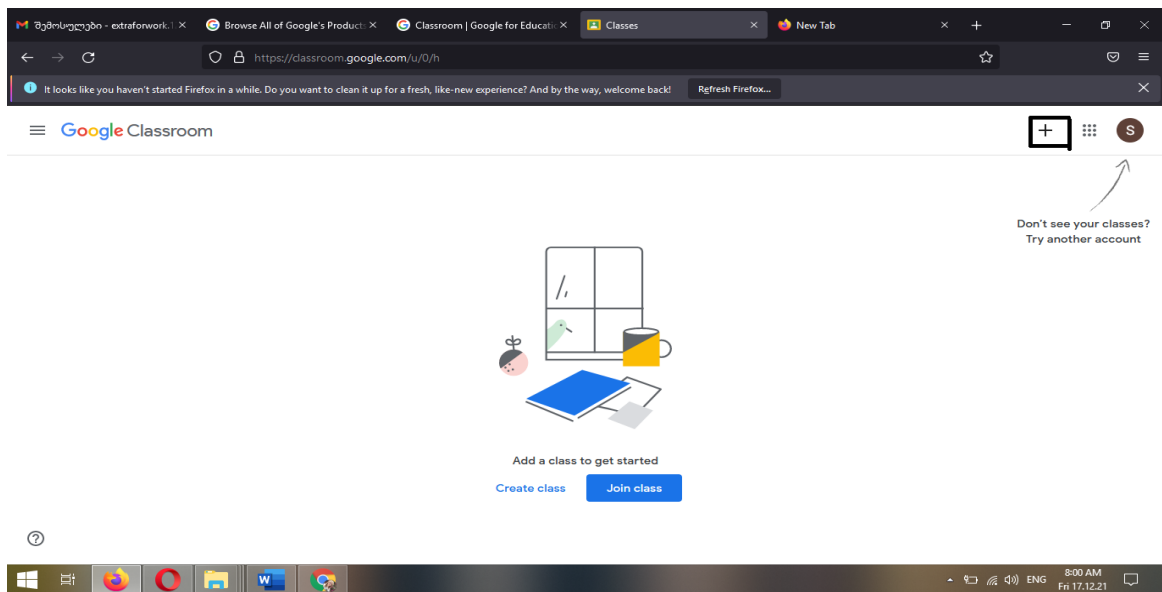 შემოსულები - extraforwork.1
Browse All of Google's Products
Classroom | Google for Educatio
Classes
New Tab
https://classroom.google.com/u/0/h
It looks like you haven't started Firefox in a while. Do you want to clean it up for a fresh, like-new experience? And by the way, welcome back!
Refresh Firefox...
Google Classroom
S
Don't see your classes?
Try another account
Add a class to get started
Create class
Join class
W
ENG
8:00 AM
Fri 17.12.21